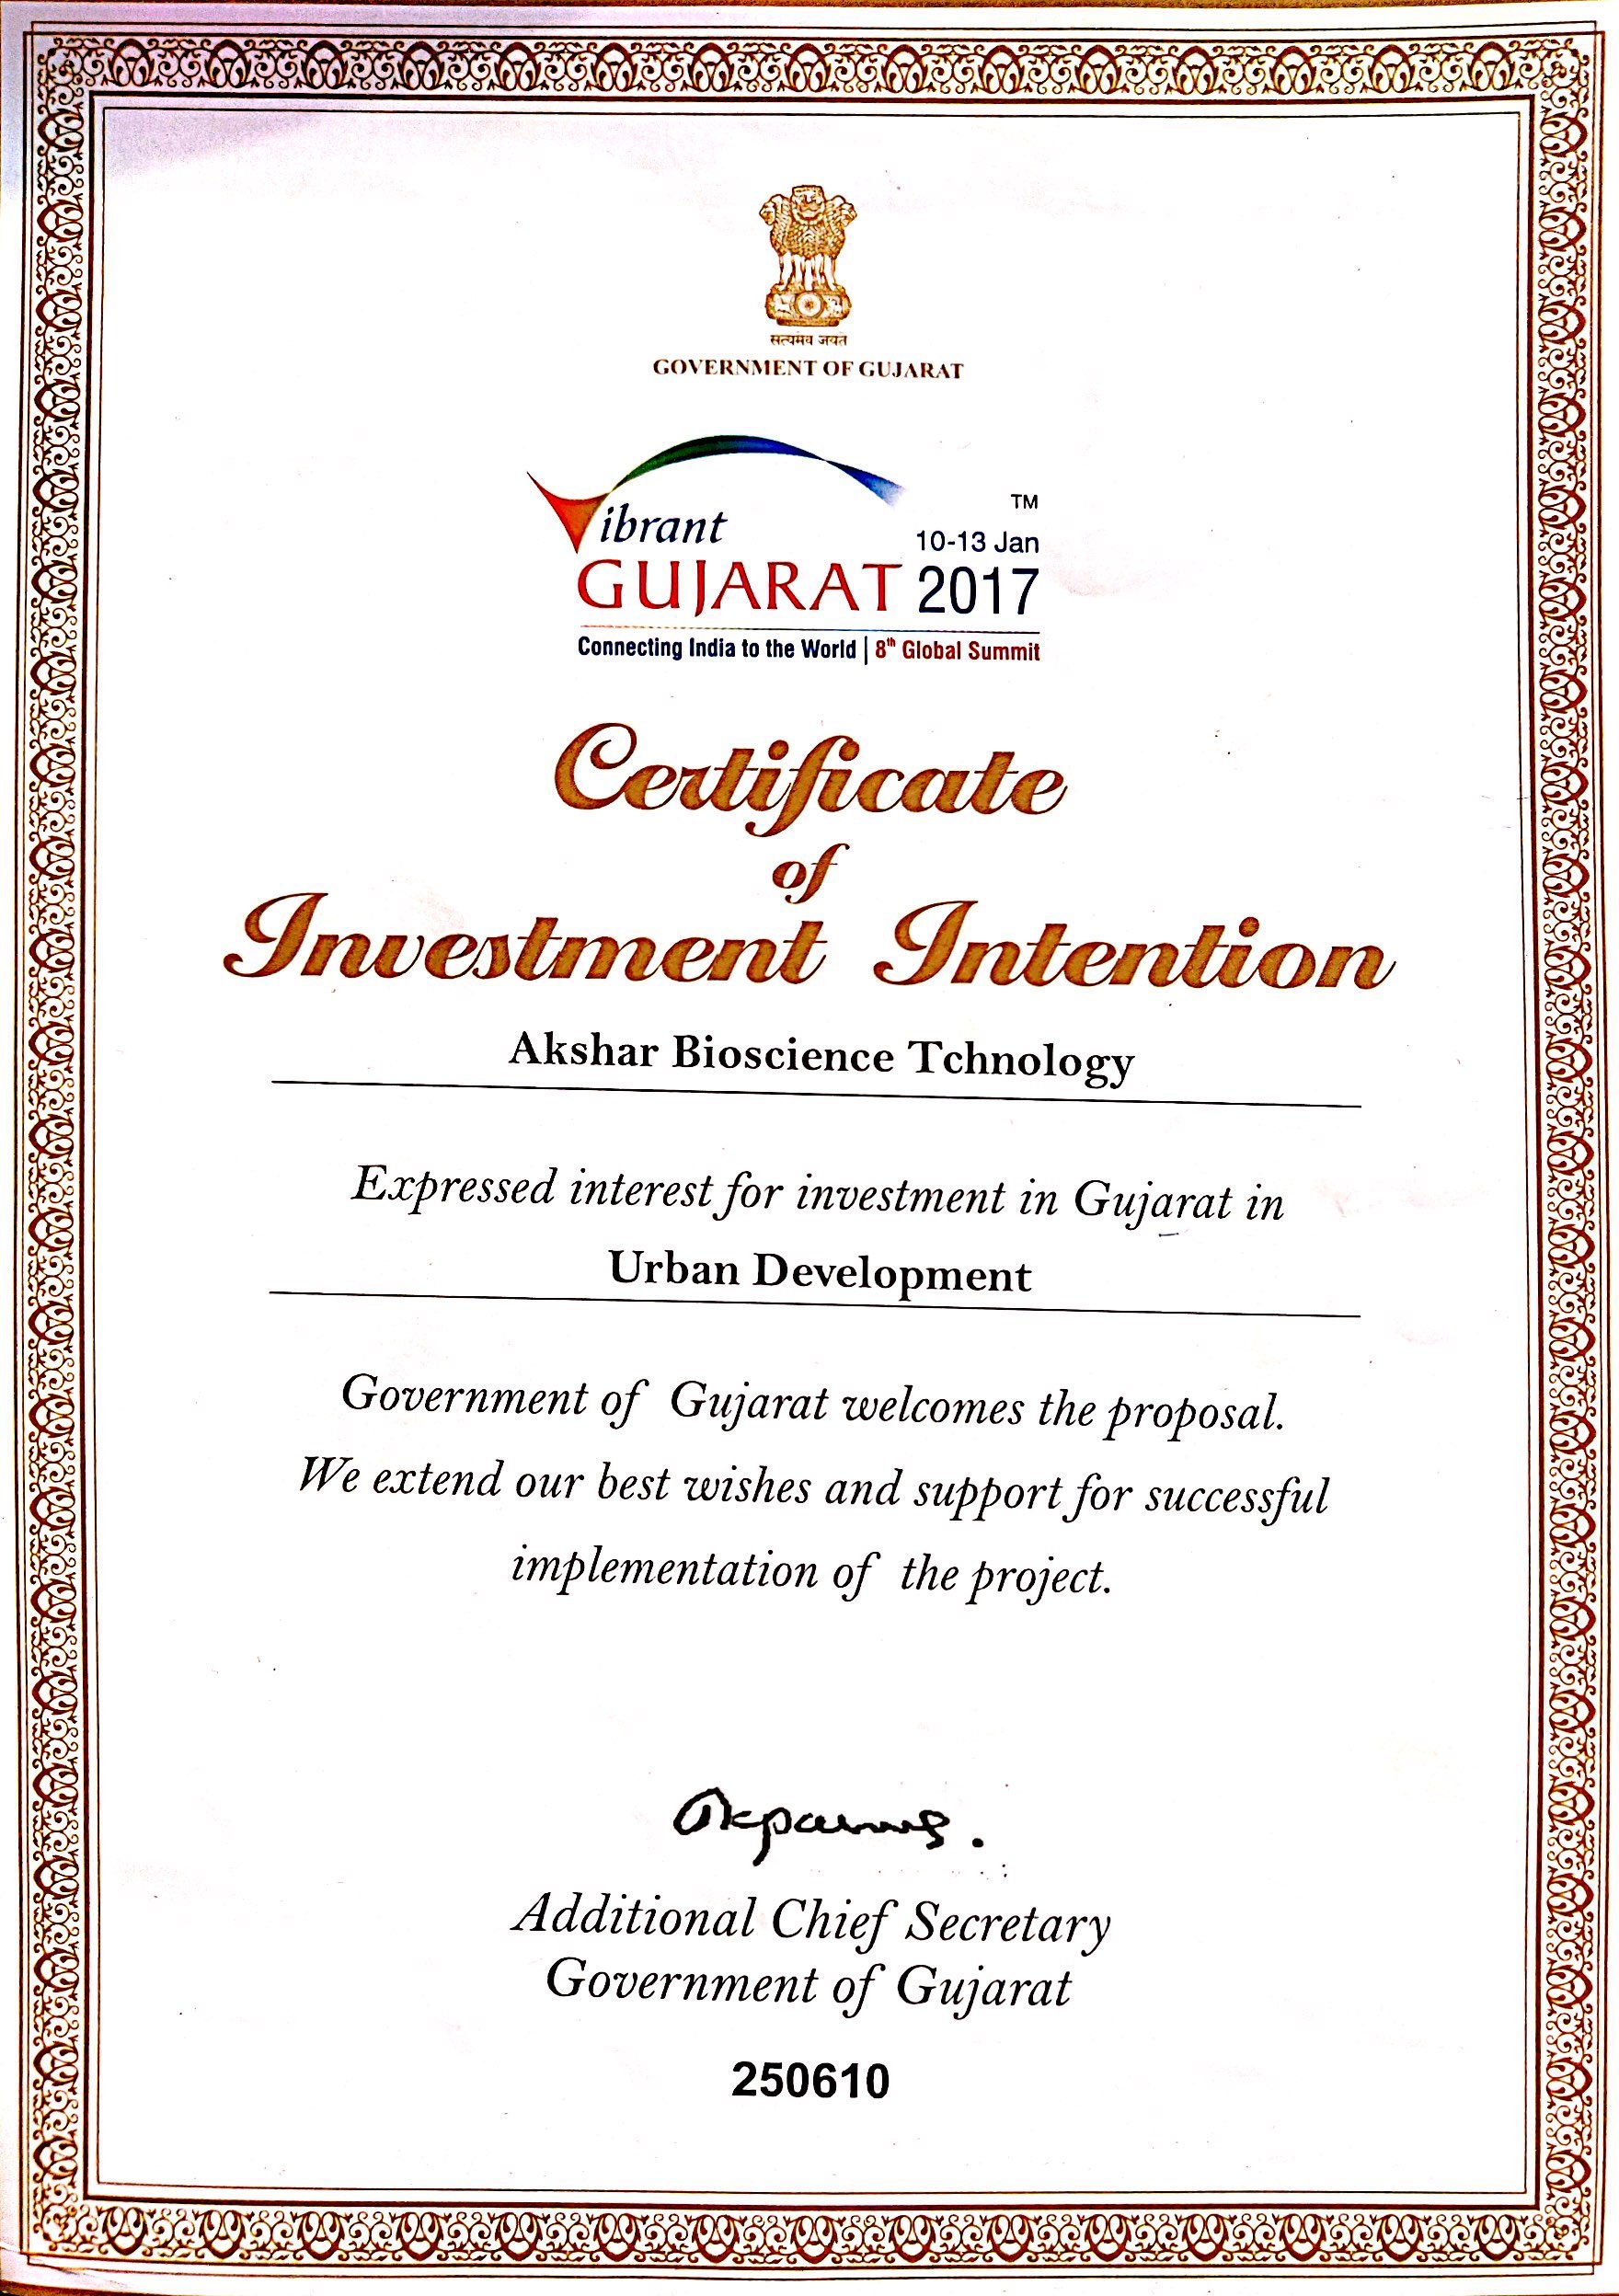 सत्यमेव जयते
GOVERNMENT OF GUJARAT
Vibrant
TM
10-13 Jan
GUJARAT 2017
Connecting India to the World | 8th Global Summit
Certificate
of
Investment Intention
Akshar Bioscience Tchnology
Expressed interest for investment in Gujarat in
Urban Development
Government of Gujarat welcomes the proposal.
We extend our best wishes and support for successful
implementation of the project.
Additional Chief Secretary
Government of Gujarat
250610